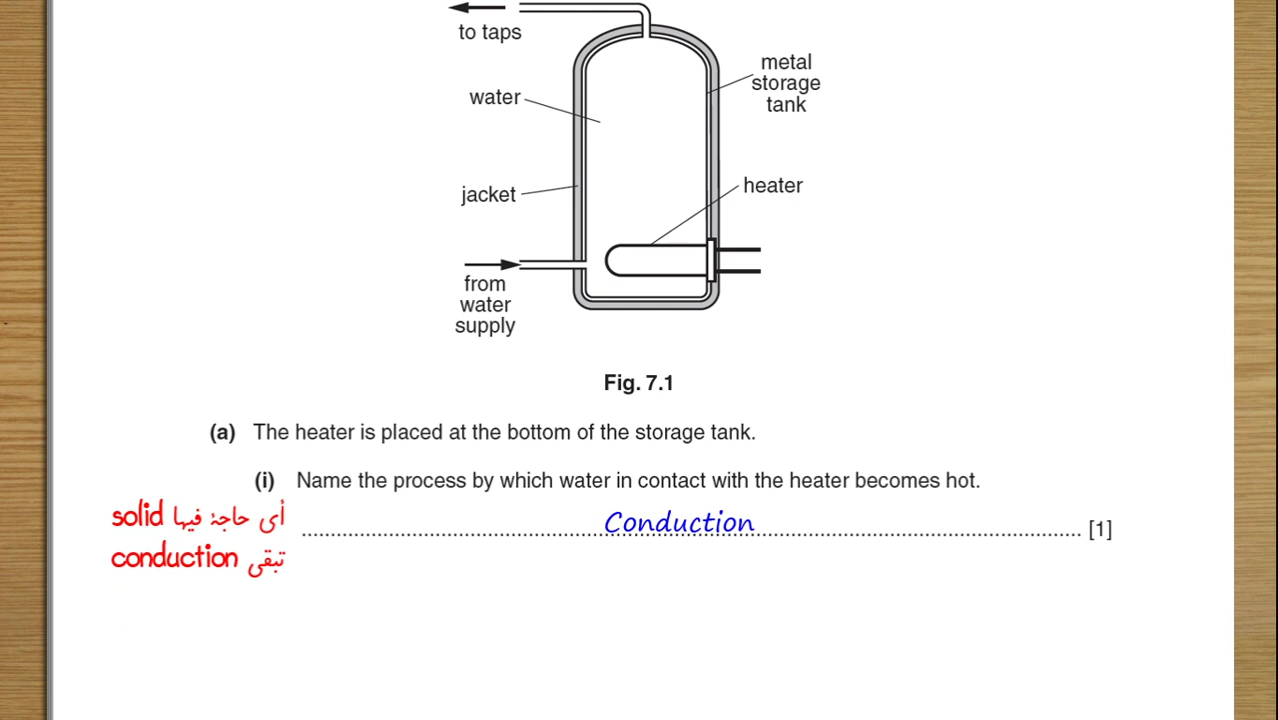 to taps
metal
storage
tank
water
jacket
heater
from
water
supply
Fig. 7.1
(a) The heater is placed at the bottom of the storage tank.
(i) Name the process by which water in contact with the heater becomes hot.
أى حاجة فيها solid
Conduction [1]
تبقى conduction